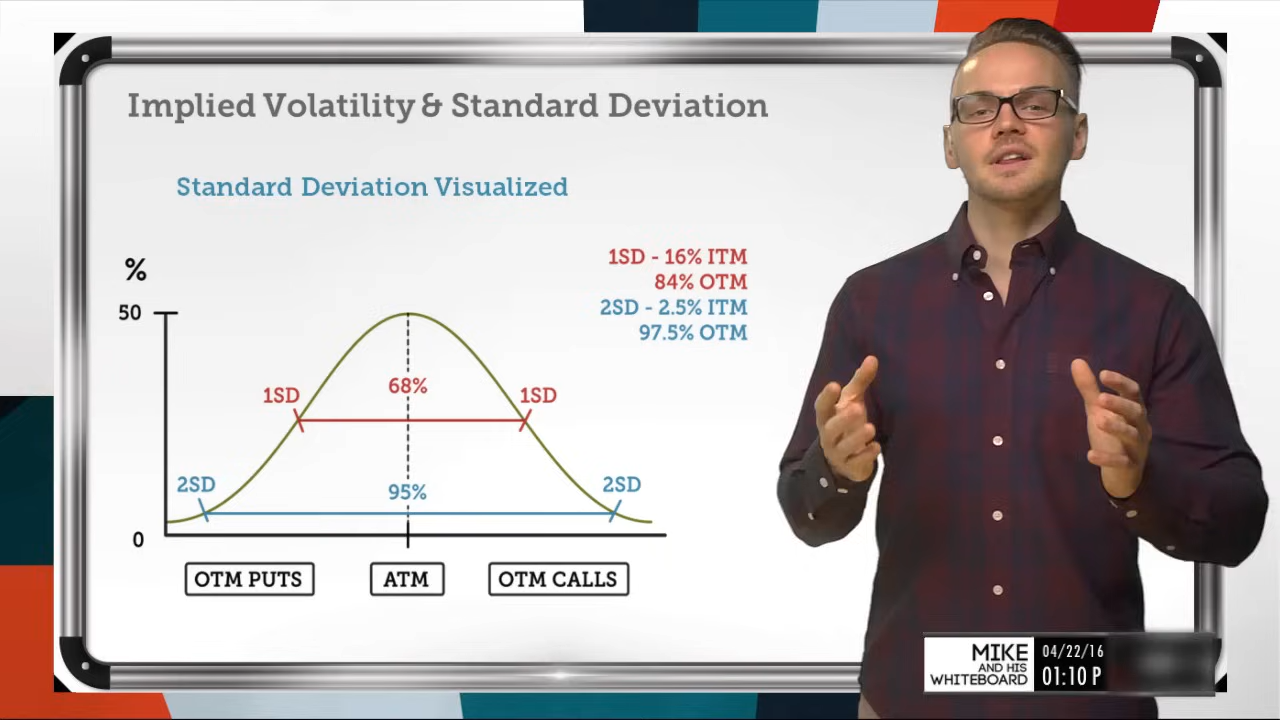 Implied Volatility & Standard Deviation
Standard Deviation Visualized
1SD - 16% ITM
84% OTM
2SD - 2.5% ITM
97.5% OTM
%
50
68%
1SD
1SD
2SD
95%
2SD
0
OTM PUTS
ATM
OTM CALLS
MIKE
AND HIS
WHITEBOARD
04/22/16
01:10 P